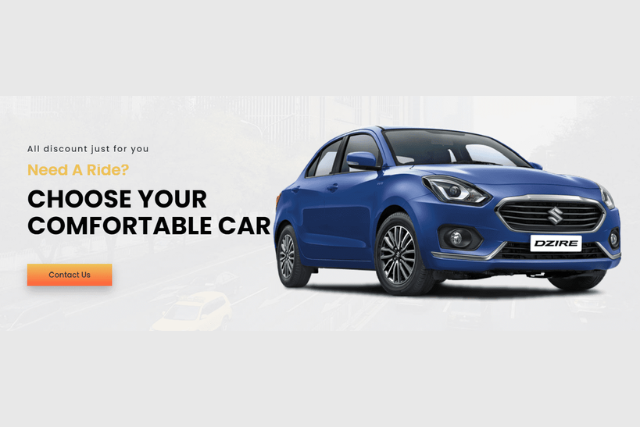 All discount just for you
Need A Ride?
CHOOSE YOUR
COMFORTABLE CAR
Contact Us
DZIRE